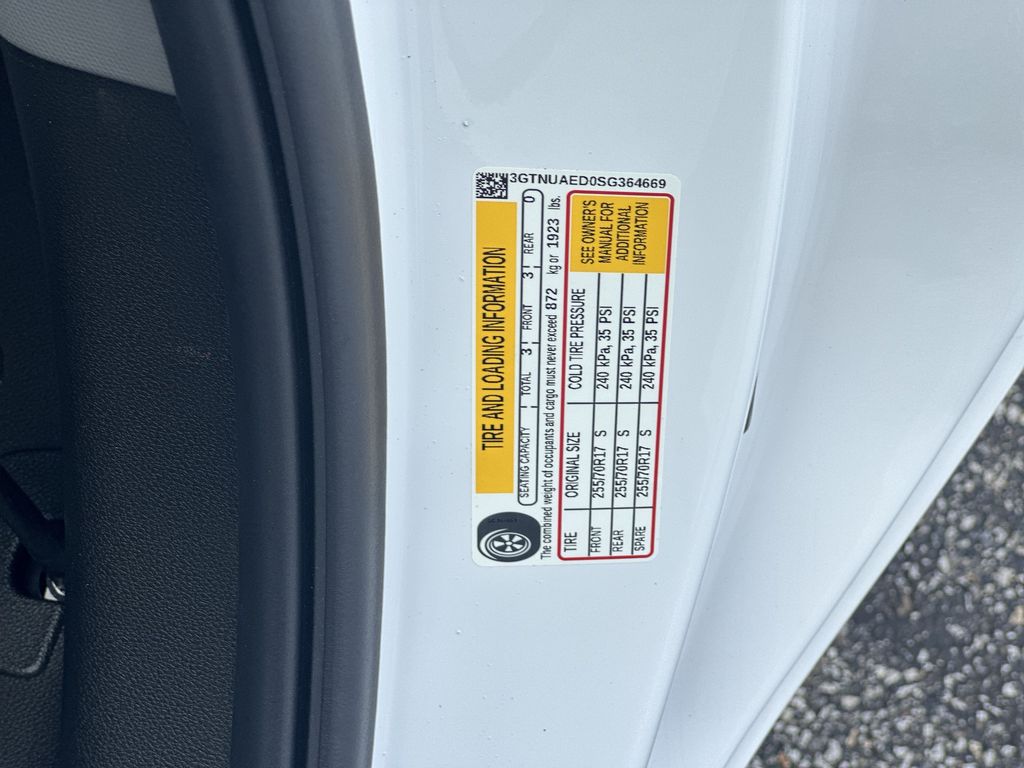 3GTNUAED0SG364669
TIRE AND LOADING INFORMATION
SEATING CAPACITY TOTAL 3 FRONT 3 REAR 0
The combined weight of occupants and cargo must never exceed 872 kg or 1923 lbs.
TIRE ORIGINAL SIZE COLD TIRE PRESSURE
FRONT 255/70R17 S 240 kPa, 35 PSI
REAR 255/70R17 S 240 kPa, 35 PSI
SPARE 255/70R17 S 240 kPa, 35 PSI
SEE OWNER'S
MANUAL FOR
ADDITIONAL
INFORMATION